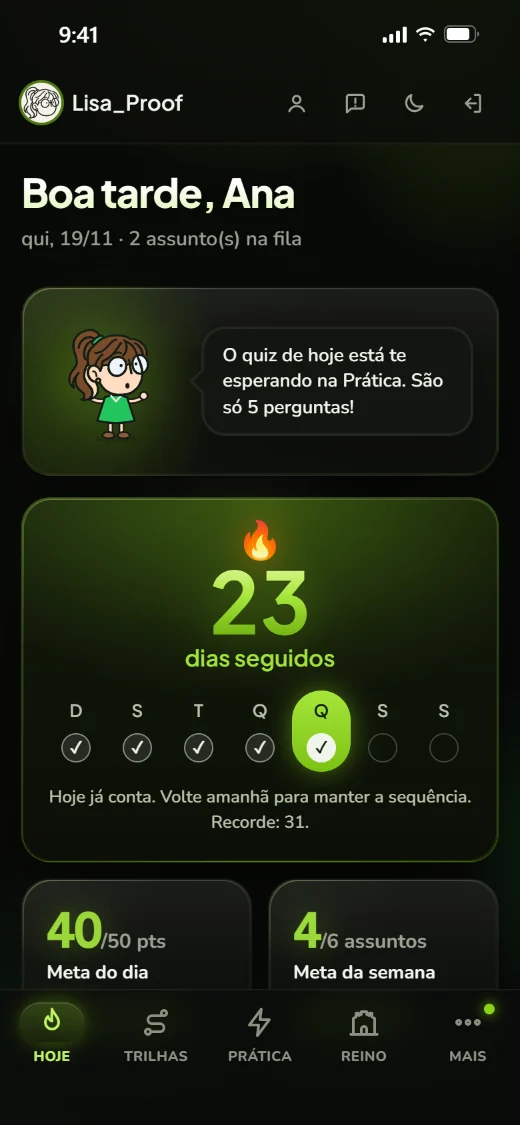 9:41
Lisa_Proof
Boa tarde, Ana
qui, 19/11 · 2 assunto(s) na fila
O quiz de hoje está te
esperando na Prática. São
só 5 perguntas!
23
dias seguidos
D S T Q Q S S
Hoje já conta. Volte amanhã para manter a sequência.
Recorde: 31.
40/50 pts
Meta do dia
4/6 assuntos
Meta da semana
HOJE TRILHAS PRÁTICA REINO MAIS